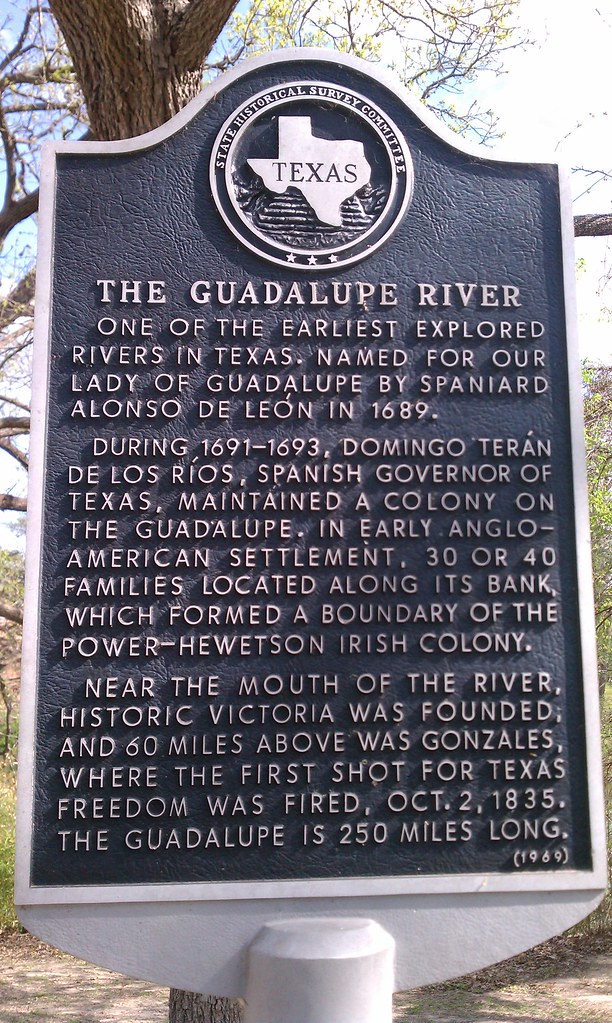 STATE HISTORICAL SURVEY COMMITTEE
TEXAS
THE GUADALUPE RIVER
ONE OF THE EARLIEST EXPLORED
RIVERS IN TEXAS. NAMED FOR OUR
LADY OF GUADALUPE BY SPANIARD
ALONSO DE LEÓN IN 1689.
DURING 1691-1693, DOMINGO TERÁN
DE LOS RÍOS, SPANISH GOVERNOR OF
TEXAS, MAINTAINED A COLONY ON
THE GUADALUPE. IN EARLY ANGLO-
AMERICAN SETTLEMENT, 30 OR 40
FAMILIES LOCATED ALONG ITS BANK,
WHICH FORMED A BOUNDARY OF THE
POWER-HEWETSON IRISH COLONY.
NEAR THE MOUTH OF THE RIVER,
HISTORIC VICTORIA WAS FOUNDED;
AND 60 MILES ABOVE WAS GONZALES,
WHERE THE FIRST SHOT FOR TEXAS
FREEDOM WAS FIRED, OCT. 2, 1835.
THE GUADALUPE IS 250 MILES LONG.
(1969)